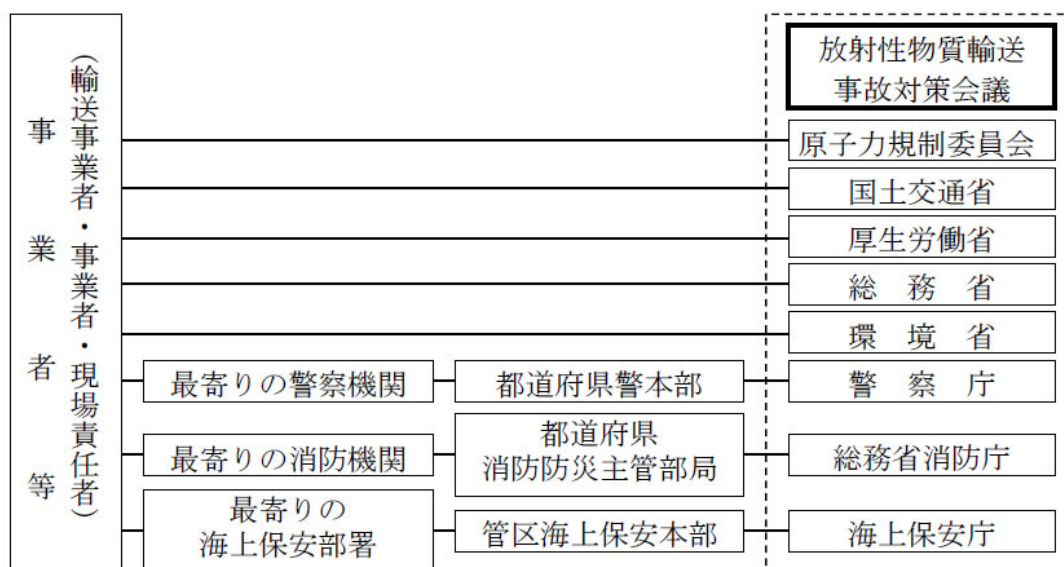 事業者等
(輸送事業者・事業者・現場責任者)
放射性物質輸送
事故対策会議
原子力規制委員会
国土交通省
厚生労働省
総務省
環境省
最寄りの警察機関
都道府県警本部
警察庁
最寄りの消防機関
都道府県
消防防災主管部局
総務省消防庁
最寄りの
海上保安部署
管区海上保安本部
海上保安庁